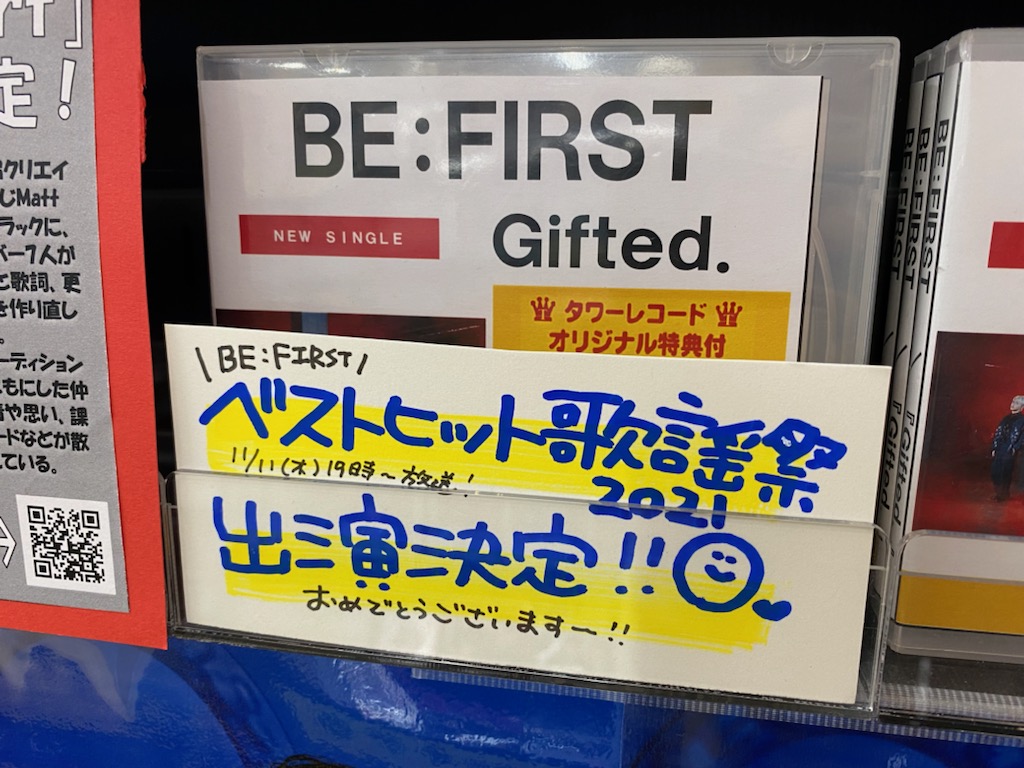 定!
クリエイ
じMatt
ラックに、
バー7人が
と歌詞、更
を作り直し
ーディション
もにした仲
や思い、課
ードなどが散
ている。
BE:FIRST
NEW SINGLE
Gifted.
タワーレコード
オリジナル特典付
\ BE:FIRST /
ベストヒット歌謡祭
2021
11/11(木)19時〜放送!
出演決定!!
おめでとうございます〜!!
BE:FIRST
BE:FIRST
BE:FIRST
Gifted
Gifted